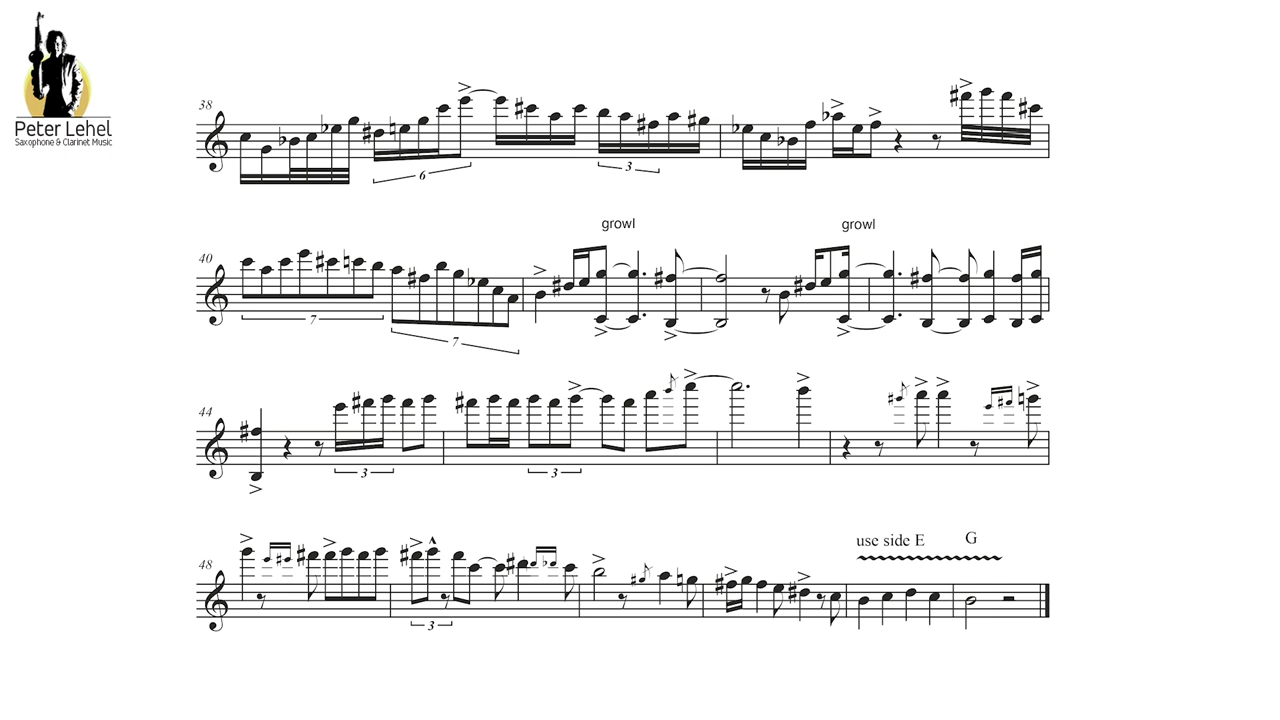 Peter Lehel
Saxophone & Clarinet Music
38
6
3
growl
growl
40
7
7
44
3
3
use side E G
48
3